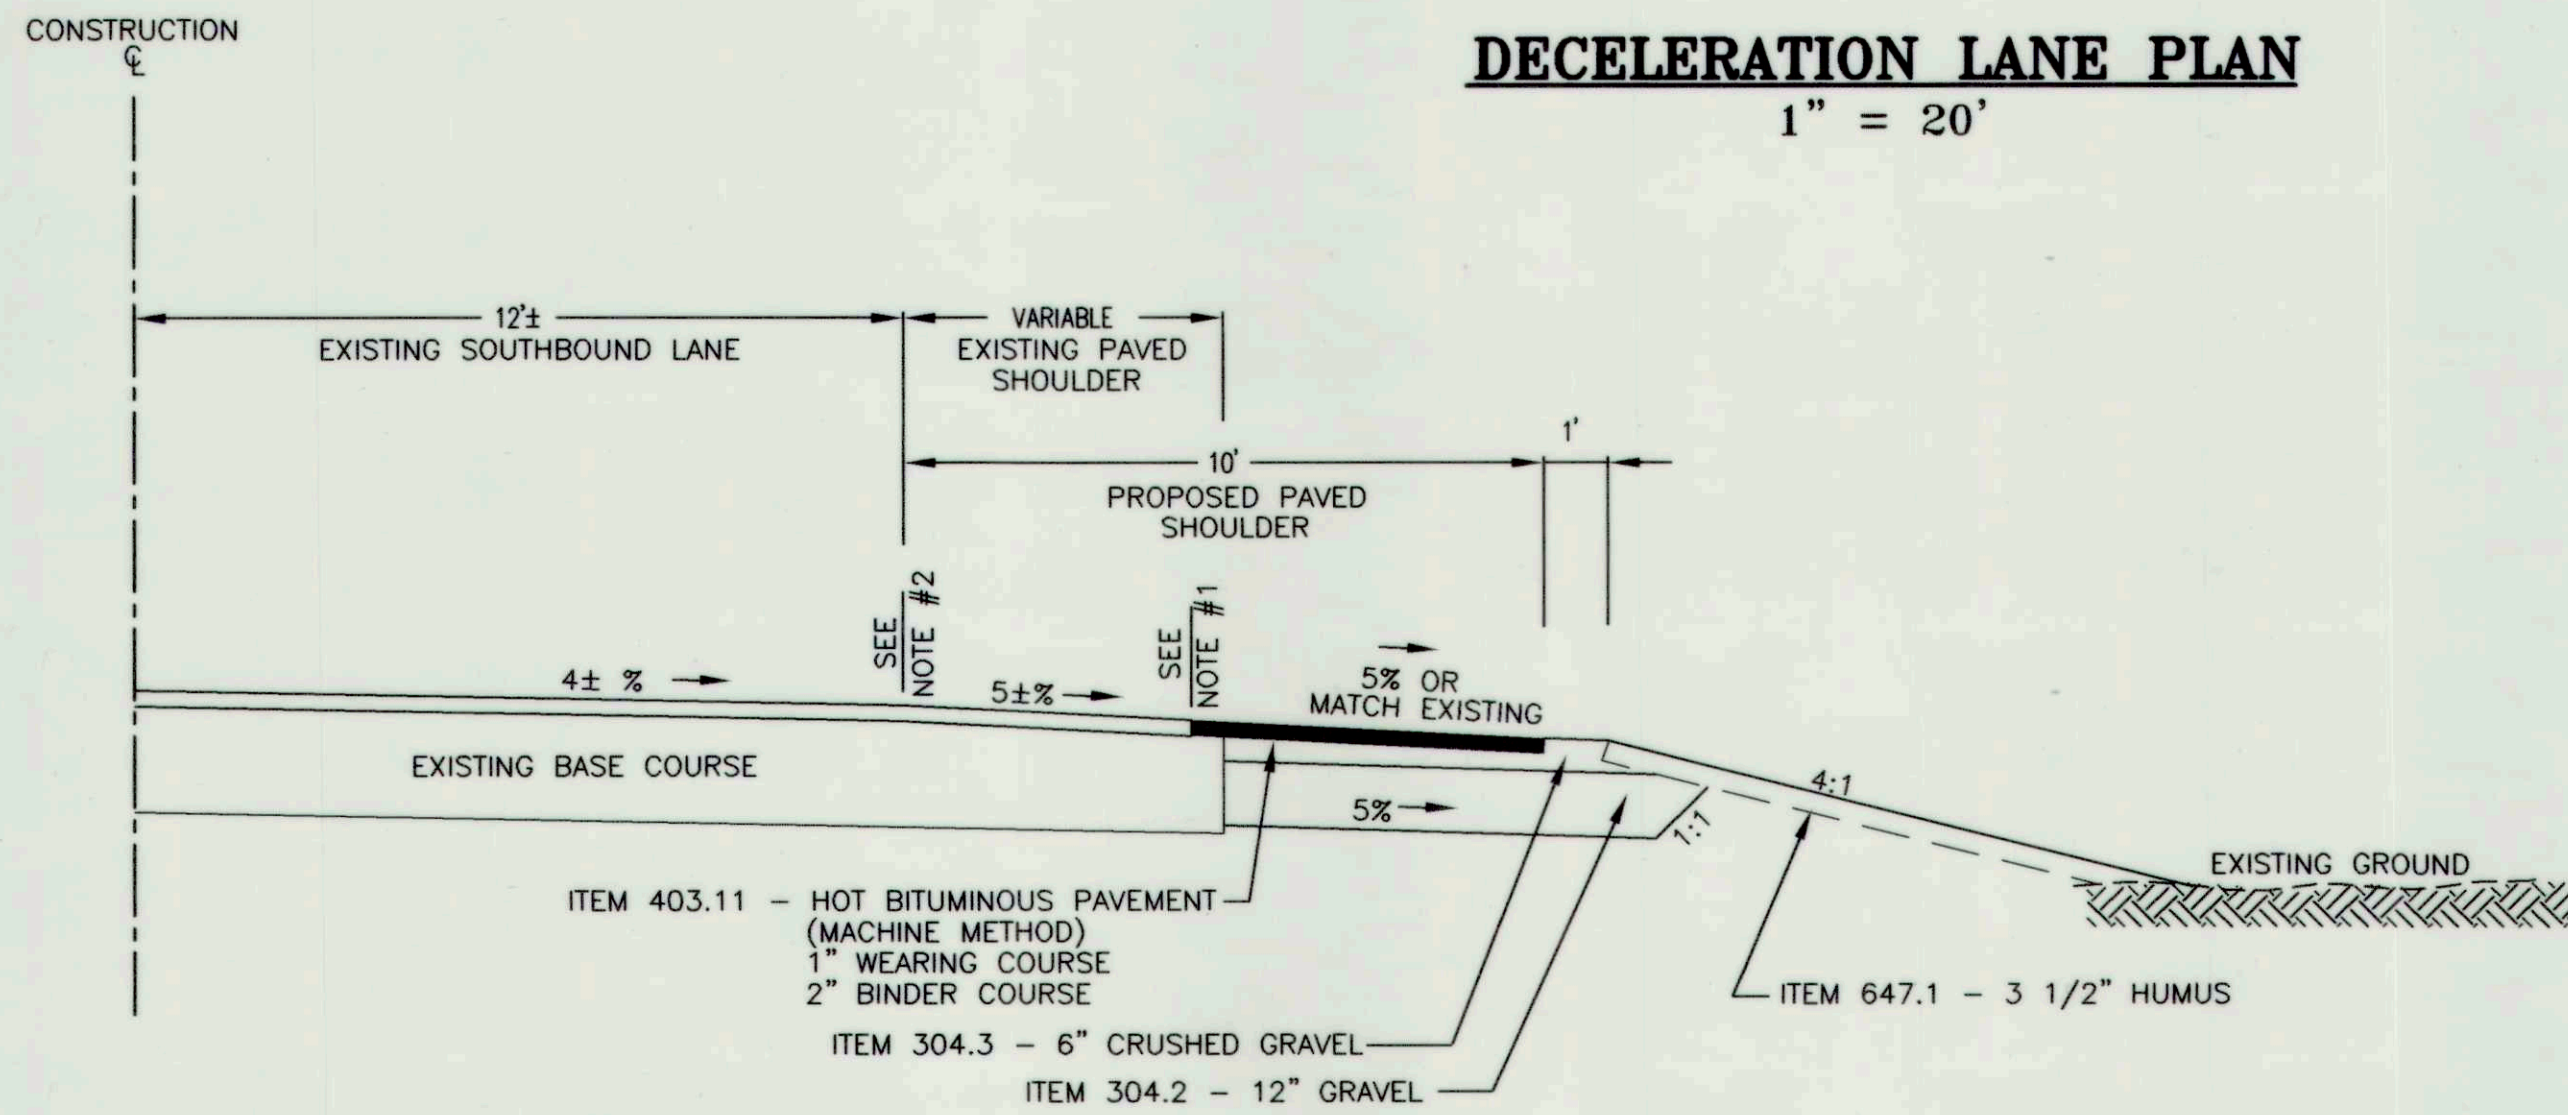 CONSTRUCTION
℄
DECELERATION LANE PLAN
1" = 20'
12'±
EXISTING SOUTHBOUND LANE
VARIABLE
EXISTING PAVED
SHOULDER
1'
10'
PROPOSED PAVED
SHOULDER
SEE
NOTE #2
SEE
NOTE #1
4± %
5±%
5% OR
MATCH EXISTING
EXISTING BASE COURSE
5%
1:1
4:1
EXISTING GROUND
ITEM 403.11 - HOT BITUMINOUS PAVEMENT
(MACHINE METHOD)
1" WEARING COURSE
2" BINDER COURSE
ITEM 647.1 - 3 1/2" HUMUS
ITEM 304.3 - 6" CRUSHED GRAVEL
ITEM 304.2 - 12" GRAVEL